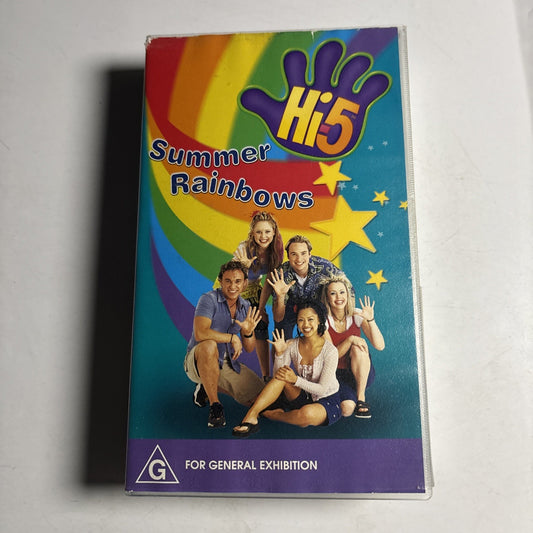 Hi-5
Summer
Rainbows
G
FOR GENERAL EXHIBITION